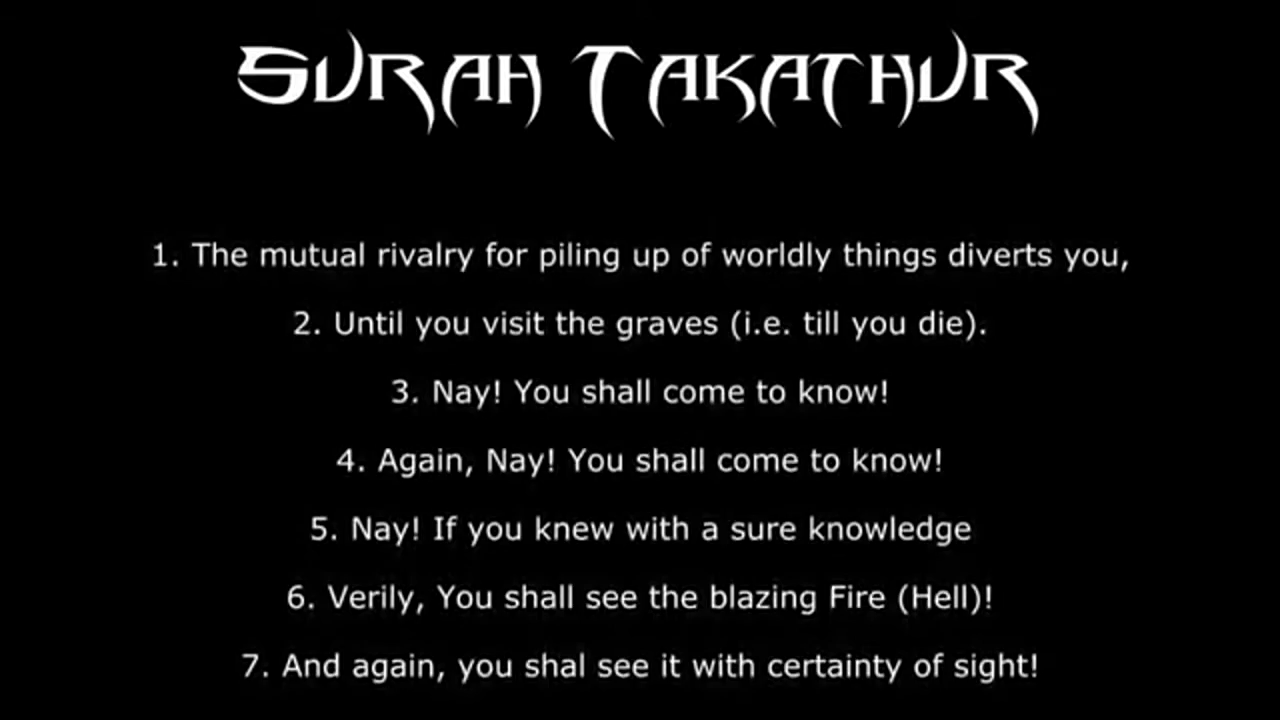 SURAH TAKATHUR
1. The mutual rivalry for piling up of worldly things diverts you,
2. Until you visit the graves (i.e. till you die).
3. Nay! You shall come to know!
4. Again, Nay! You shall come to know!
5. Nay! If you knew with a sure knowledge
6. Verily, You shall see the blazing Fire (Hell)!
7. And again, you shal see it with certainty of sight!